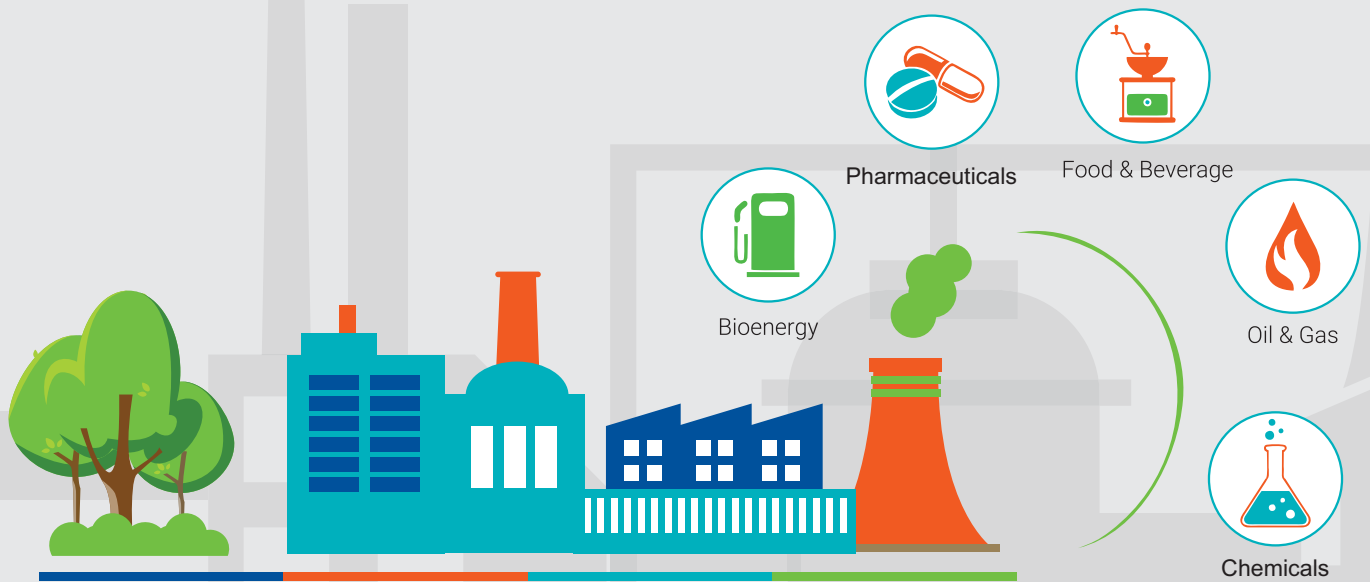 Pharmaceuticals
Food & Beverage
Bioenergy
Oil & Gas
Chemicals